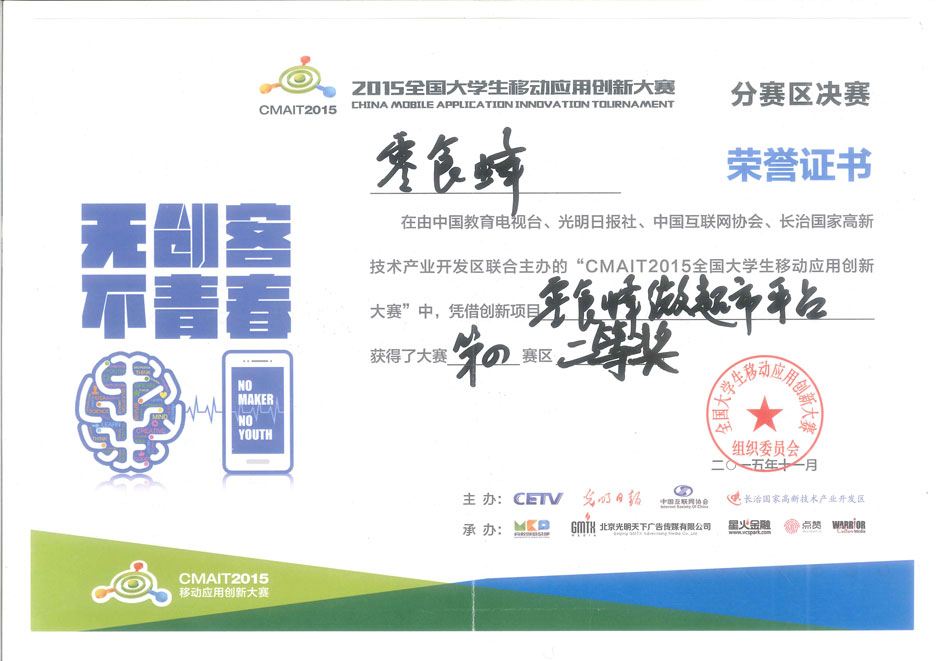 CMAIT2015
2015全国大学生移动应用创新大赛
CHINA MOBILE APPLICATION INNOVATION TOURNAMENT
分赛区决赛
荣誉证书
零食蜂
在由中国教育电视台、光明日报社、中国互联网协会、长治国家高新
技术产业开发区联合主办的“CMAIT2015全国大学生移动应用创新
大赛”中，凭借创新项目零食蜂微超市平台
获得了大赛 第四 赛区 二等奖
无创客
不青春
NO
MAKER
NO
YOUTH
全国大学生移动应用创新大赛
组织委员会
二〇一五年十一月
主办：CETV 光明日报 中国互联网协会 长治国家高新技术产业开发区
Internet Society Of China
承办：MKP GMTX 北京光明天下广告传媒有限公司 星火金融 点赞 WARRIOR
MEDIA Beijing GMTX Advertising Media Co., Ltd. www.vcspark.com
CMAIT2015
移动应用创新大赛